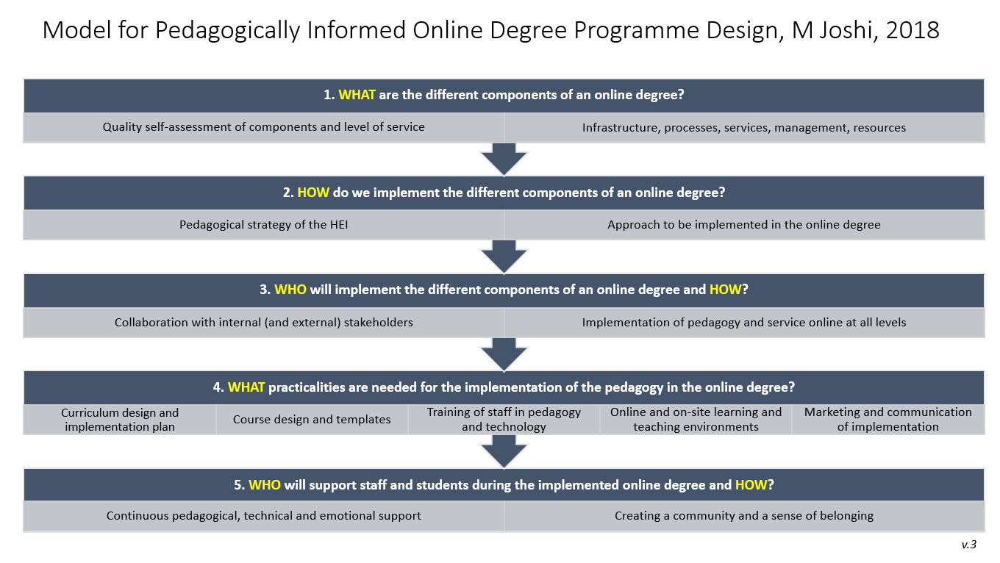 Model for Pedagogically Informed Online Degree Programme Design, M Joshi, 2018
1. WHAT are the different components of an online degree?
Quality self-assessment of components and level of service
Infrastructure, processes, services, management, resources
2. HOW do we implement the different components of an online degree?
Pedagogical strategy of the HEI
Approach to be implemented in the online degree
3. WHO will implement the different components of an online degree and HOW?
Collaboration with internal (and external) stakeholders
Implementation of pedagogy and service online at all levels
4. WHAT practicalities are needed for the implementation of the pedagogy in the online degree?
Curriculum design and
implementation plan
Course design and templates
Training of staff in pedagogy
and technology
Online and on-site learning and
teaching environments
Marketing and communication
of implementation
5. WHO will support staff and students during the implemented online degree and HOW?
Continuous pedagogical, technical and emotional support
Creating a community and a sense of belonging
v.3